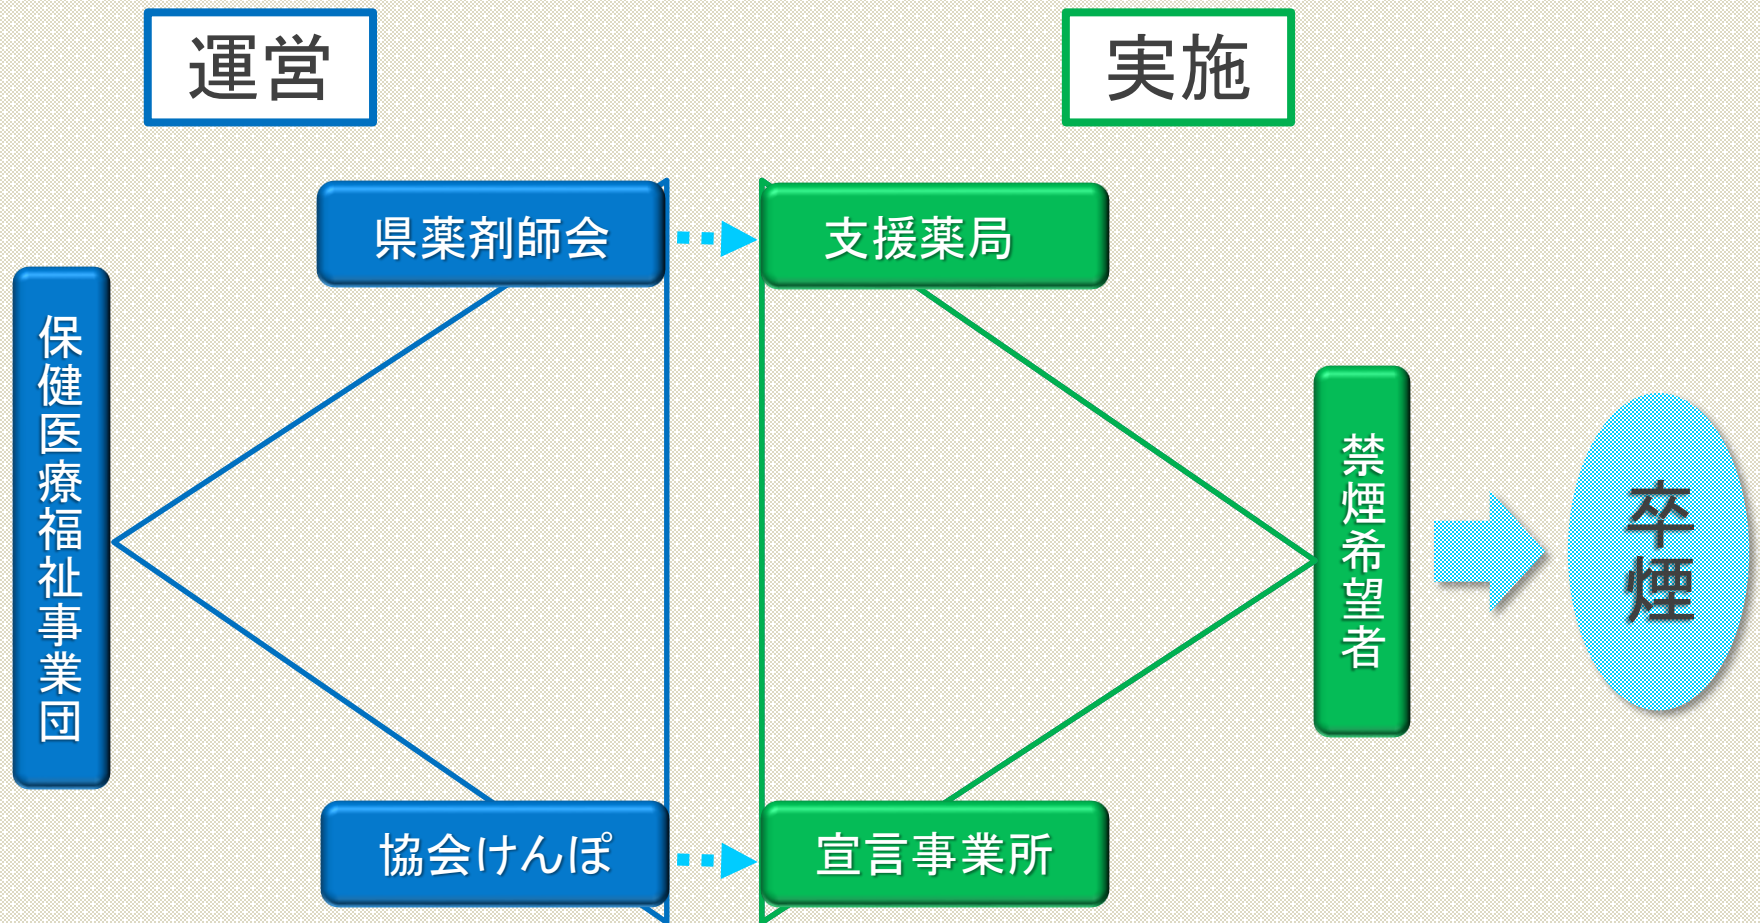 運営
実施
県薬剤師会
支援薬局
保健医療福祉事業団
禁煙希望者
卒煙
協会けんぽ
宣言事業所